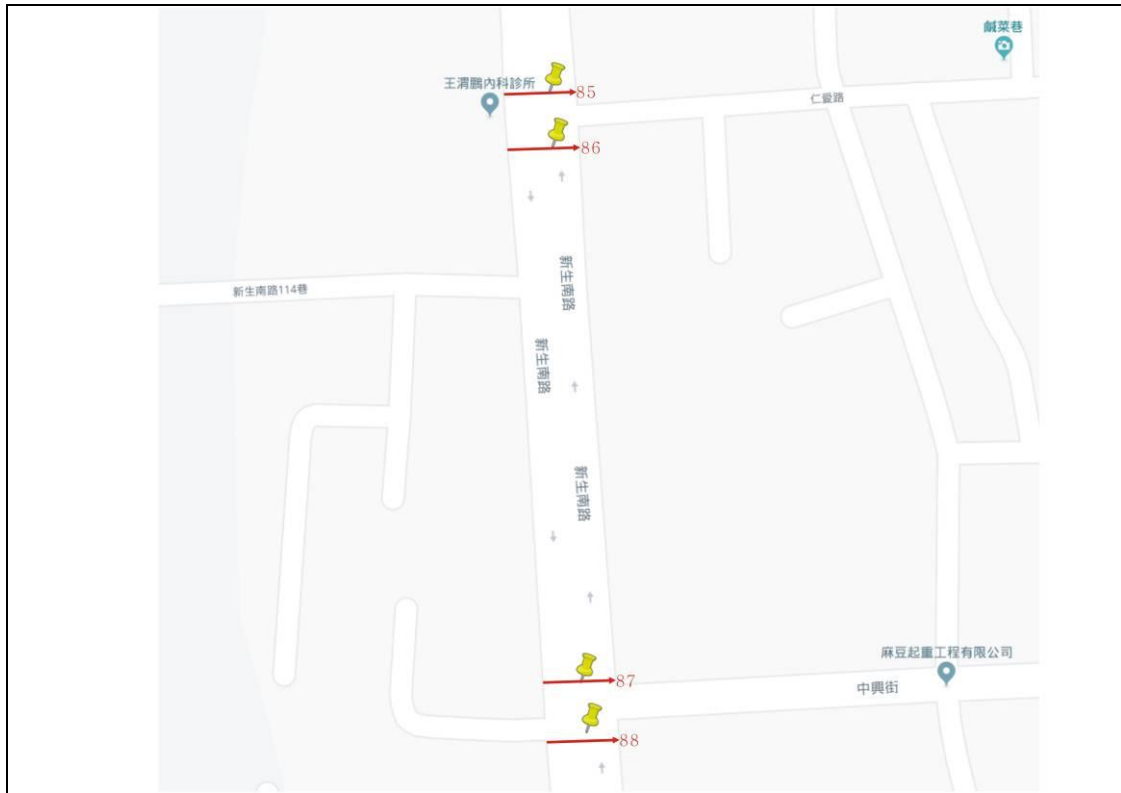 鹹菜巷
王渭鵬內科診所
85
仁愛路
86
新生南路
新生南路114巷
新生南路
新生南路
麻豆起重工程有限公司
87
中興街
88